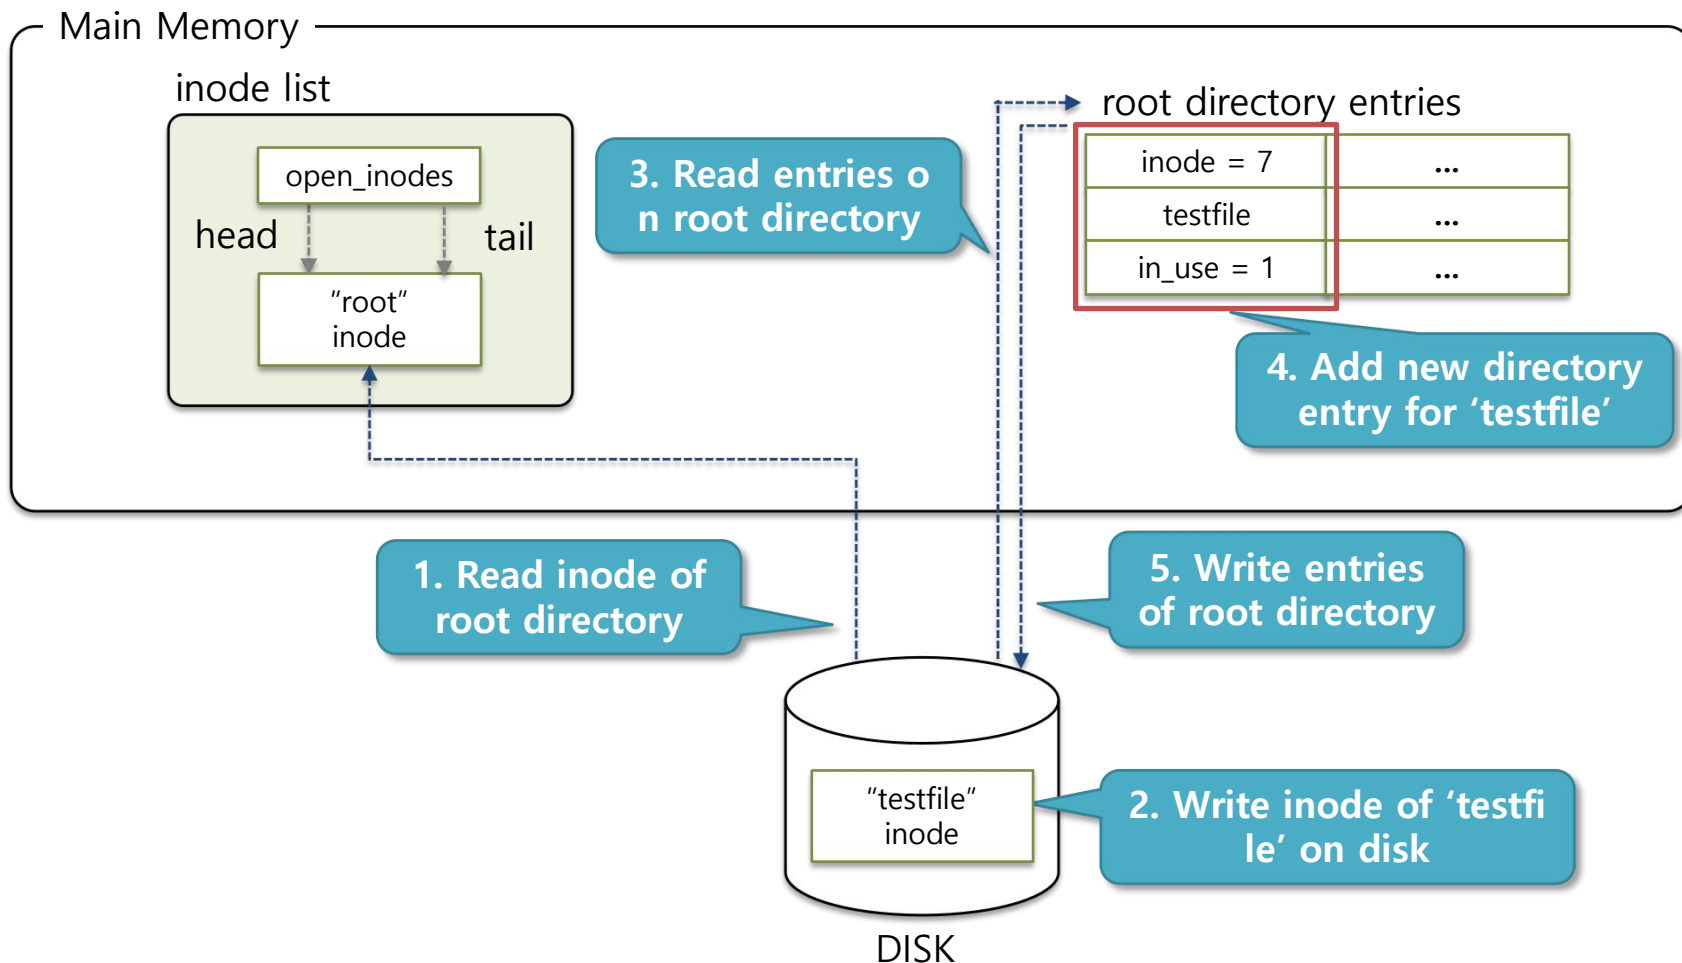 Main Memory
inode list
open_inodes
head
tail
"root"
inode
root directory entries
inode = 7
...
testfile
...
in_use = 1
...
3. Read entries o
n root directory
4. Add new directory
entry for ‘testfile’
1. Read inode of
root directory
5. Write entries
of root directory
"testfile"
inode
2. Write inode of ‘testfi
le’ on disk
DISK